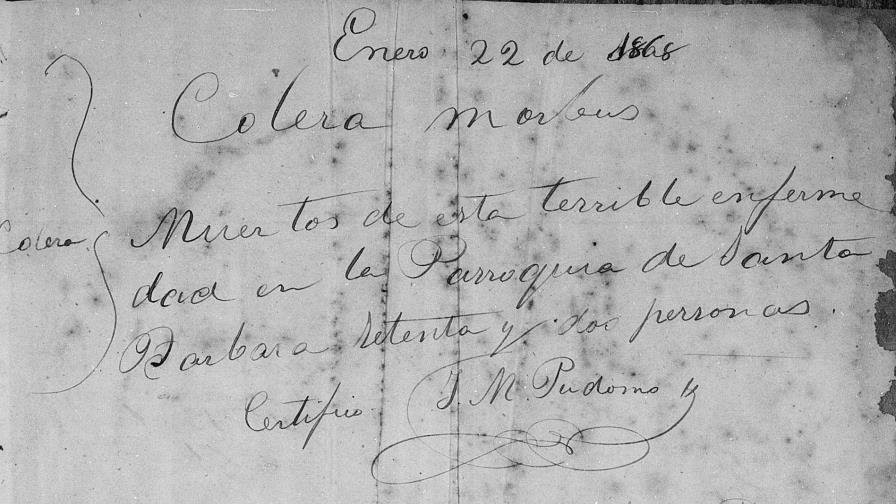 Enero 22 de 1868
Colera morbus
Colera
Muertos de esta terrible enferme
dad en la Parroquia de Santa
Barbara setenta y dos personas.
Certifico J. M. Pudomo